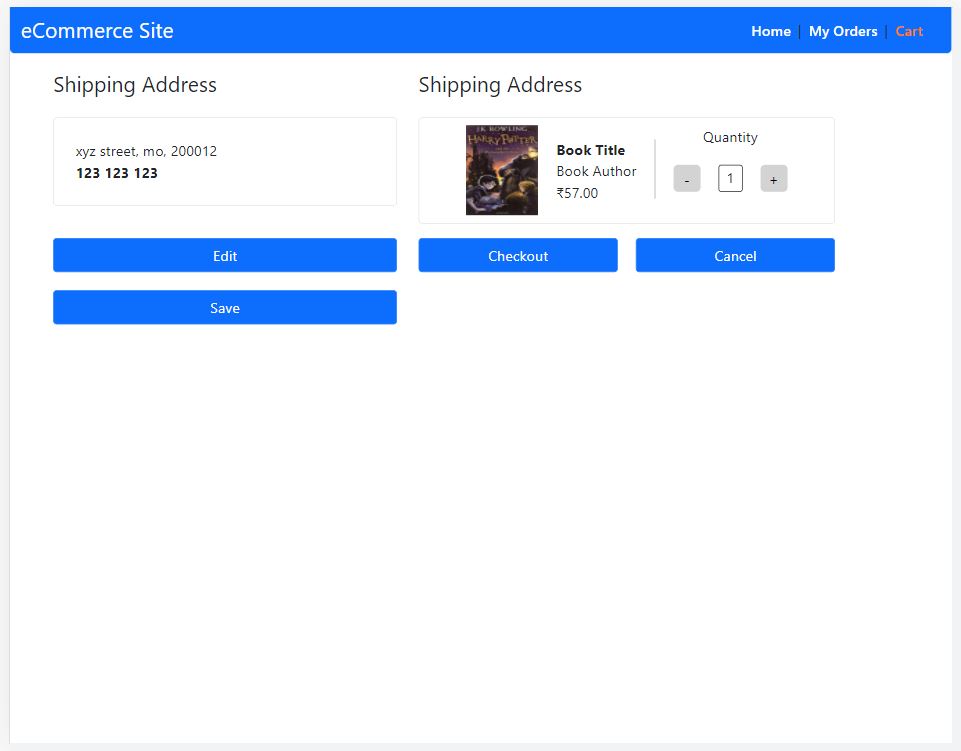 eCommerce Site
Home | My Orders | Cart
Shipping Address
xyz street, mo, 200012
123 123 123
Edit
Save
Shipping Address
J.K. ROWLING
HARRY POTTER
Book Title
Book Author
₹57.00
Quantity
- 1 +
Checkout
Cancel